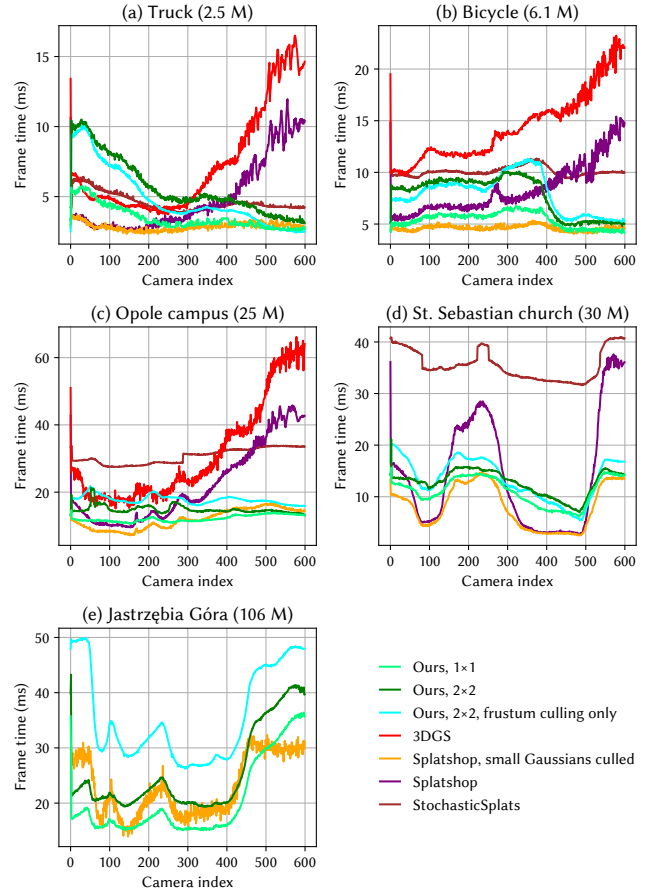 (a) Truck (2.5 M)
15
10
5
Frame time (ms)
0 100 200 300 400 500 600
Camera index
(b) Bicycle (6.1 M)
20
15
10
5
Frame time (ms)
0 100 200 300 400 500 600
Camera index
(c) Opole campus (25 M)
60
40
20
Frame time (ms)
0 100 200 300 400 500 600
Camera index
(d) St. Sebastian church (30 M)
40
30
20
10
Frame time (ms)
0 100 200 300 400 500 600
Camera index
(e) Jastrzębia Góra (106 M)
50
40
30
20
Frame time (ms)
0 100 200 300 400 500 600
Camera index
Ours, 1×1
Ours, 2×2
Ours, 2×2, frustum culling only
3DGS
Splatshop, small Gaussians culled
Splatshop
StochasticSplats